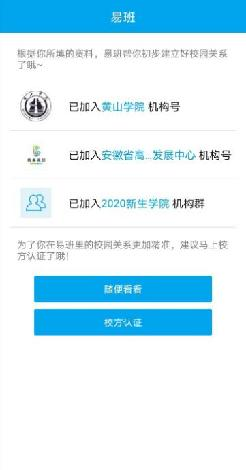 易班
根据你所填的资料，易班帮你初步建立好校园关系
了哦~
已加入黄山学院 机构号
已加入安徽省高...发展中心 机构号
已加入2020新生学院 机构群
为了你在易班里的校园关系更加精准，建议马上校
方认证了哦！
随便看看
校方认证